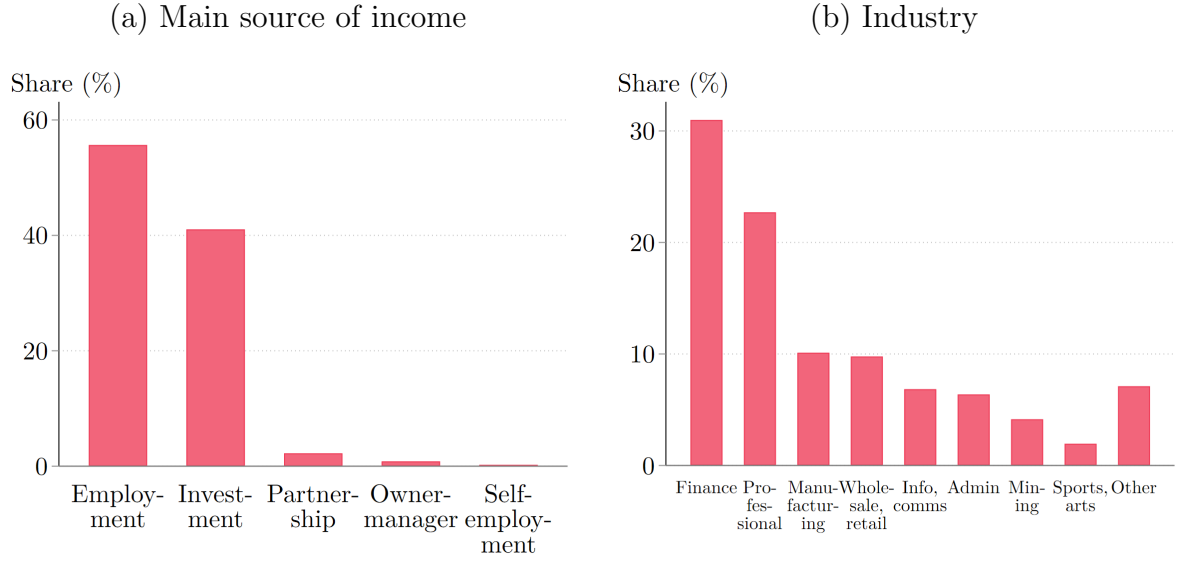 (a) Main source of income
Share (%)
60
40
20
0
Employ-
ment
Invest-
ment
Partner-
ship
Owner-
manager
Self-
employ-
ment
(b) Industry
Share (%)
30
20
10
0
Finance
Pro-
fes-
sional
Manu-
factur-
ing
Whole-
sale,
retail
Info,
comms
Admin
Min-
ing
Sports,
arts
Other